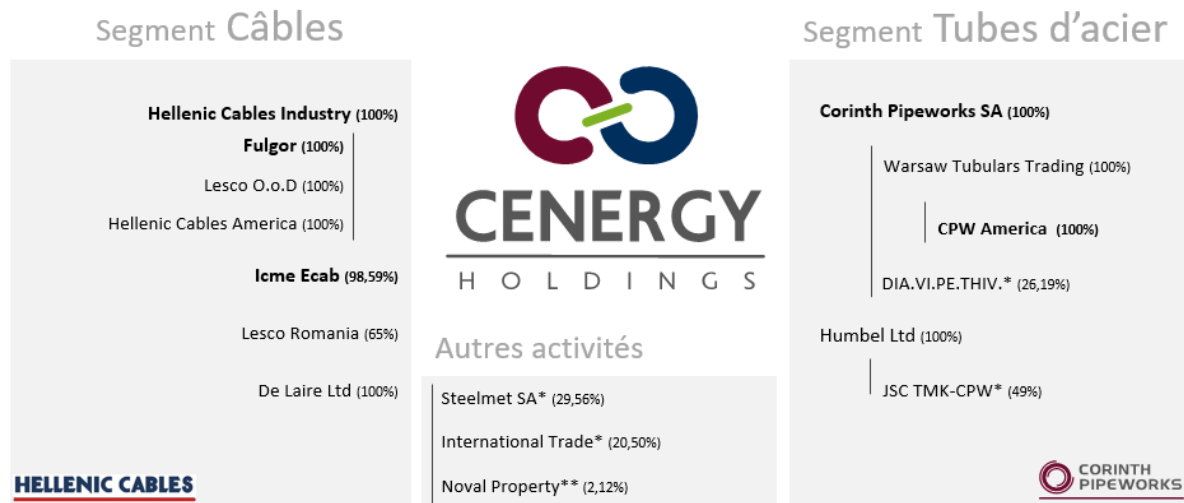 Segment Câbles
Hellenic Cables Industry (100%)
Fulgor (100%)
Lesco O.o.D (100%)
Hellenic Cables America (100%)
Icme Ecab (98,59%)
Lesco Romania (65%)
De Laire Ltd (100%)
HELLENIC CABLES
CENERGY
HOLDINGS
Autres activités
Steelmet SA* (29,56%)
International Trade* (20,50%)
Noval Property** (2,12%)
Segment Tubes d'acier
Corinth Pipeworks SA (100%)
Warsaw Tubulars Trading (100%)
CPW America (100%)
DIA.VI.PE.THIV.* (26,19%)
Humbel Ltd (100%)
JSC TMK-CPW* (49%)
CORINTH
PIPEWORKS